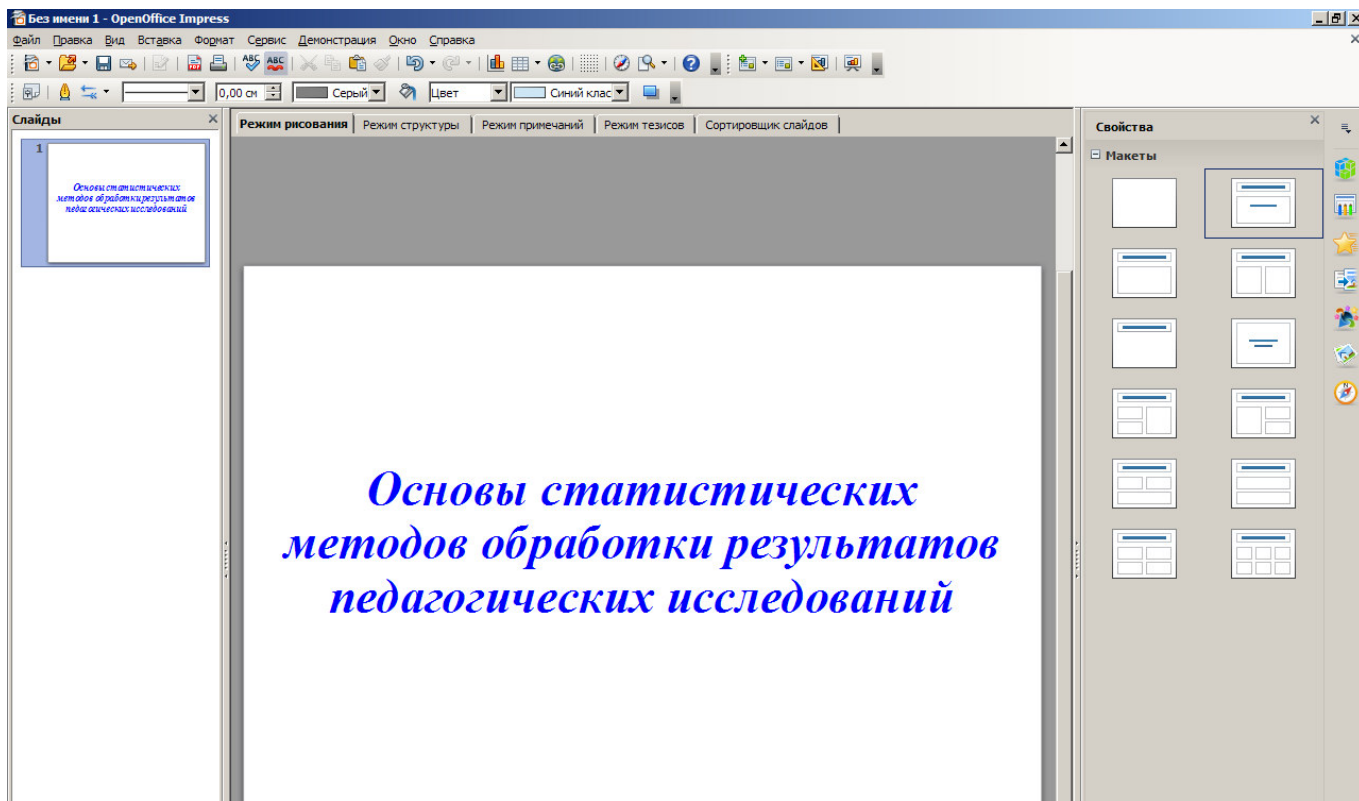 Без имени 1 - OpenOffice Impress
Файл Правка Вид Вставка Формат Сервис Демонстрация Окно Справка
0,00 см Серый Цвет Синий клас
Слайды
Режим рисования Режим структуры Режим примечаний Режим тезисов Сортировщик слайдов
Свойства
Макеты
1
Основы статистических
методов обработки результатов
педагогических исследований
Основы статистических
методов обработки результатов
педагогических исследований